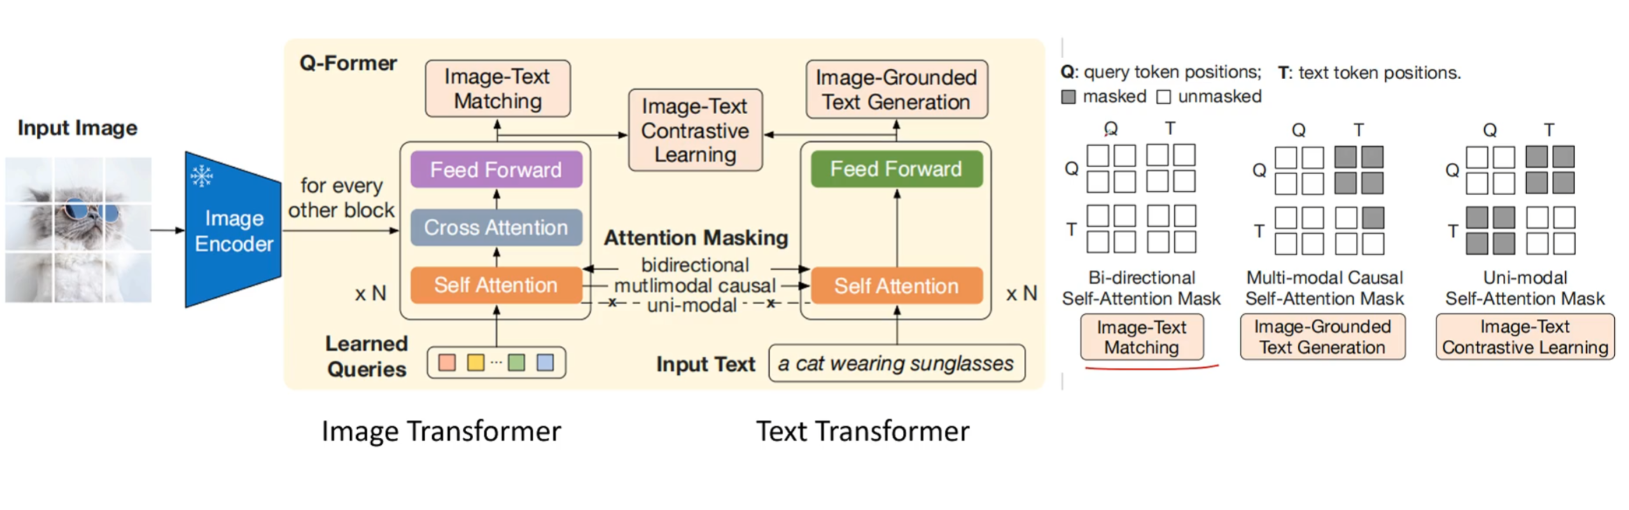 Input Image
Image
Encoder
for every
other block
Q-Former
Image-Text
Matching
Image-Text
Contrastive
Learning
Image-Grounded
Text Generation
Feed Forward
Cross Attention
Self Attention
x N
Attention Masking
bidirectional
mutlimodal causal
x uni-modal x
Feed Forward
Self Attention
x N
Learned
Queries
...
Input Text
a cat wearing sunglasses
Image Transformer
Text Transformer
Q: query token positions; T: text token positions.
masked unmasked
Q T
Q
T
Bi-directional
Self-Attention Mask
Image-Text
Matching
Q T
Q
T
Multi-modal Causal
Self-Attention Mask
Image-Grounded
Text Generation
Q T
Q
T
Uni-modal
Self-Attention Mask
Image-Text
Contrastive Learning